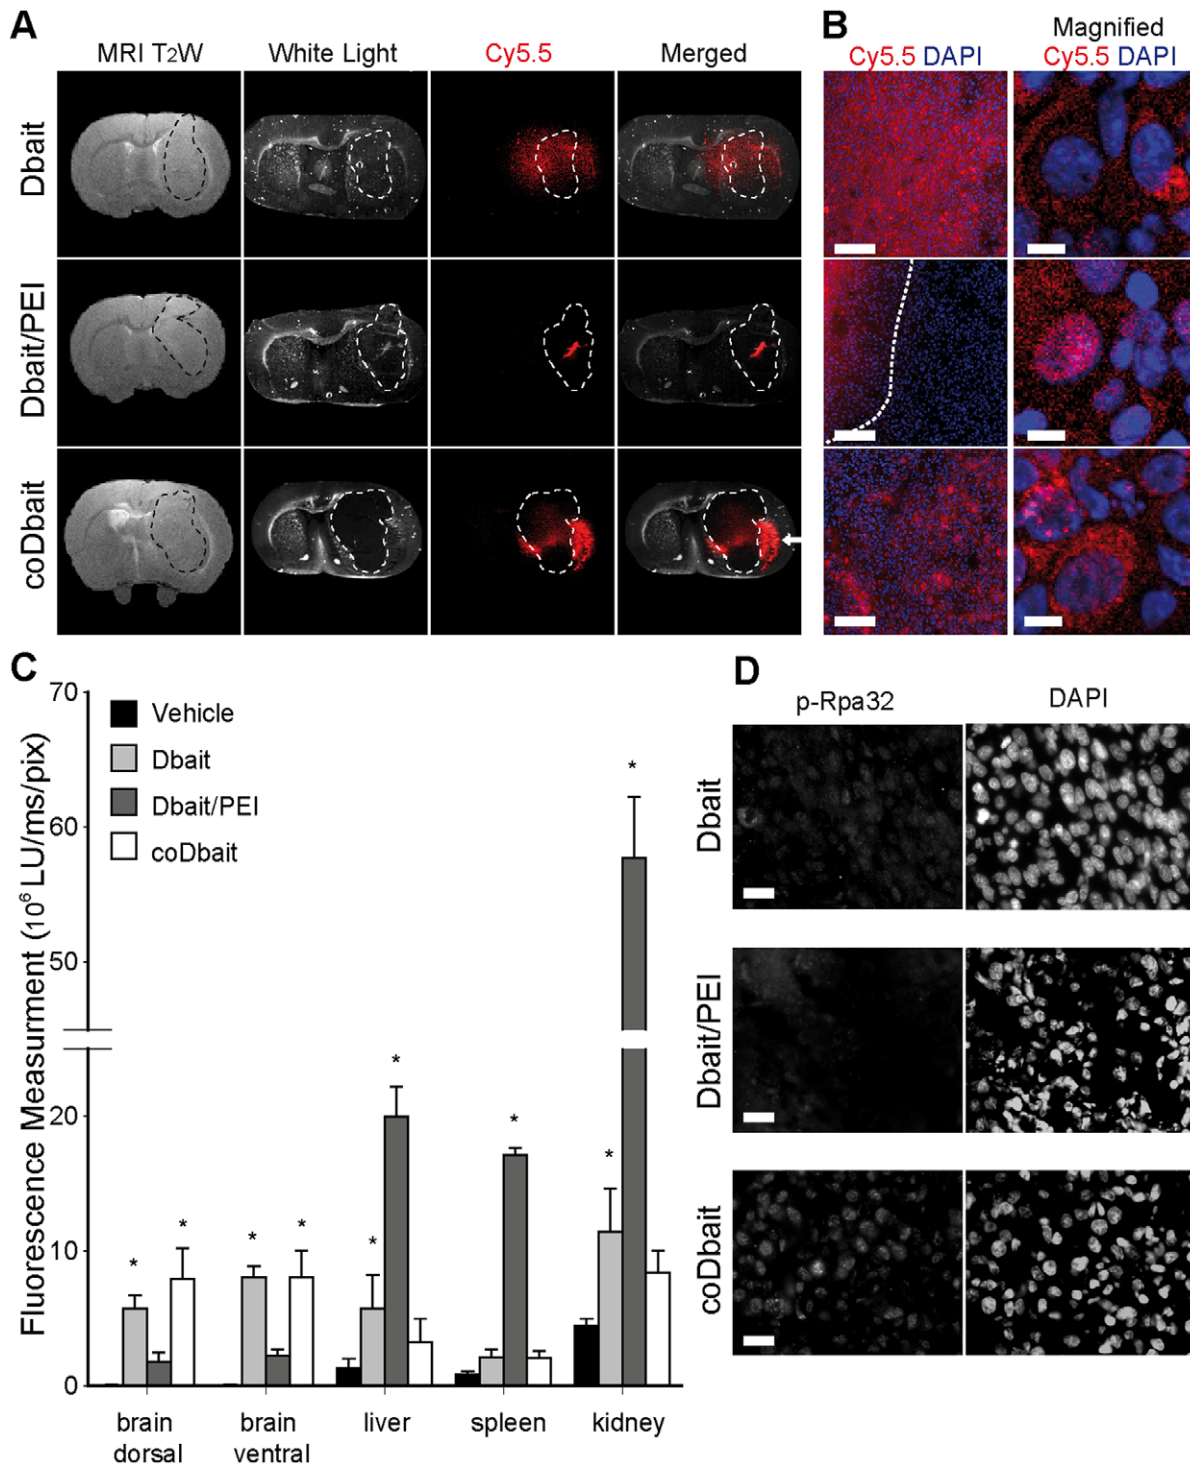 A
MRI T2W White Light Cy5.5 Merged
Dbait
Dbait/PEI
coDbait
B
Magnified
Cy5.5 DAPI Cy5.5 DAPI
C
Fluorescence Measurment (10⁶ LU/ms/pix)
70
60
50
20
10
0
Vehicle
Dbait
Dbait/PEI
coDbait
* * * * * * * * *
brain dorsal
brain ventral
liver
spleen
kidney
D
p-Rpa32 DAPI
Dbait
Dbait/PEI
coDbait